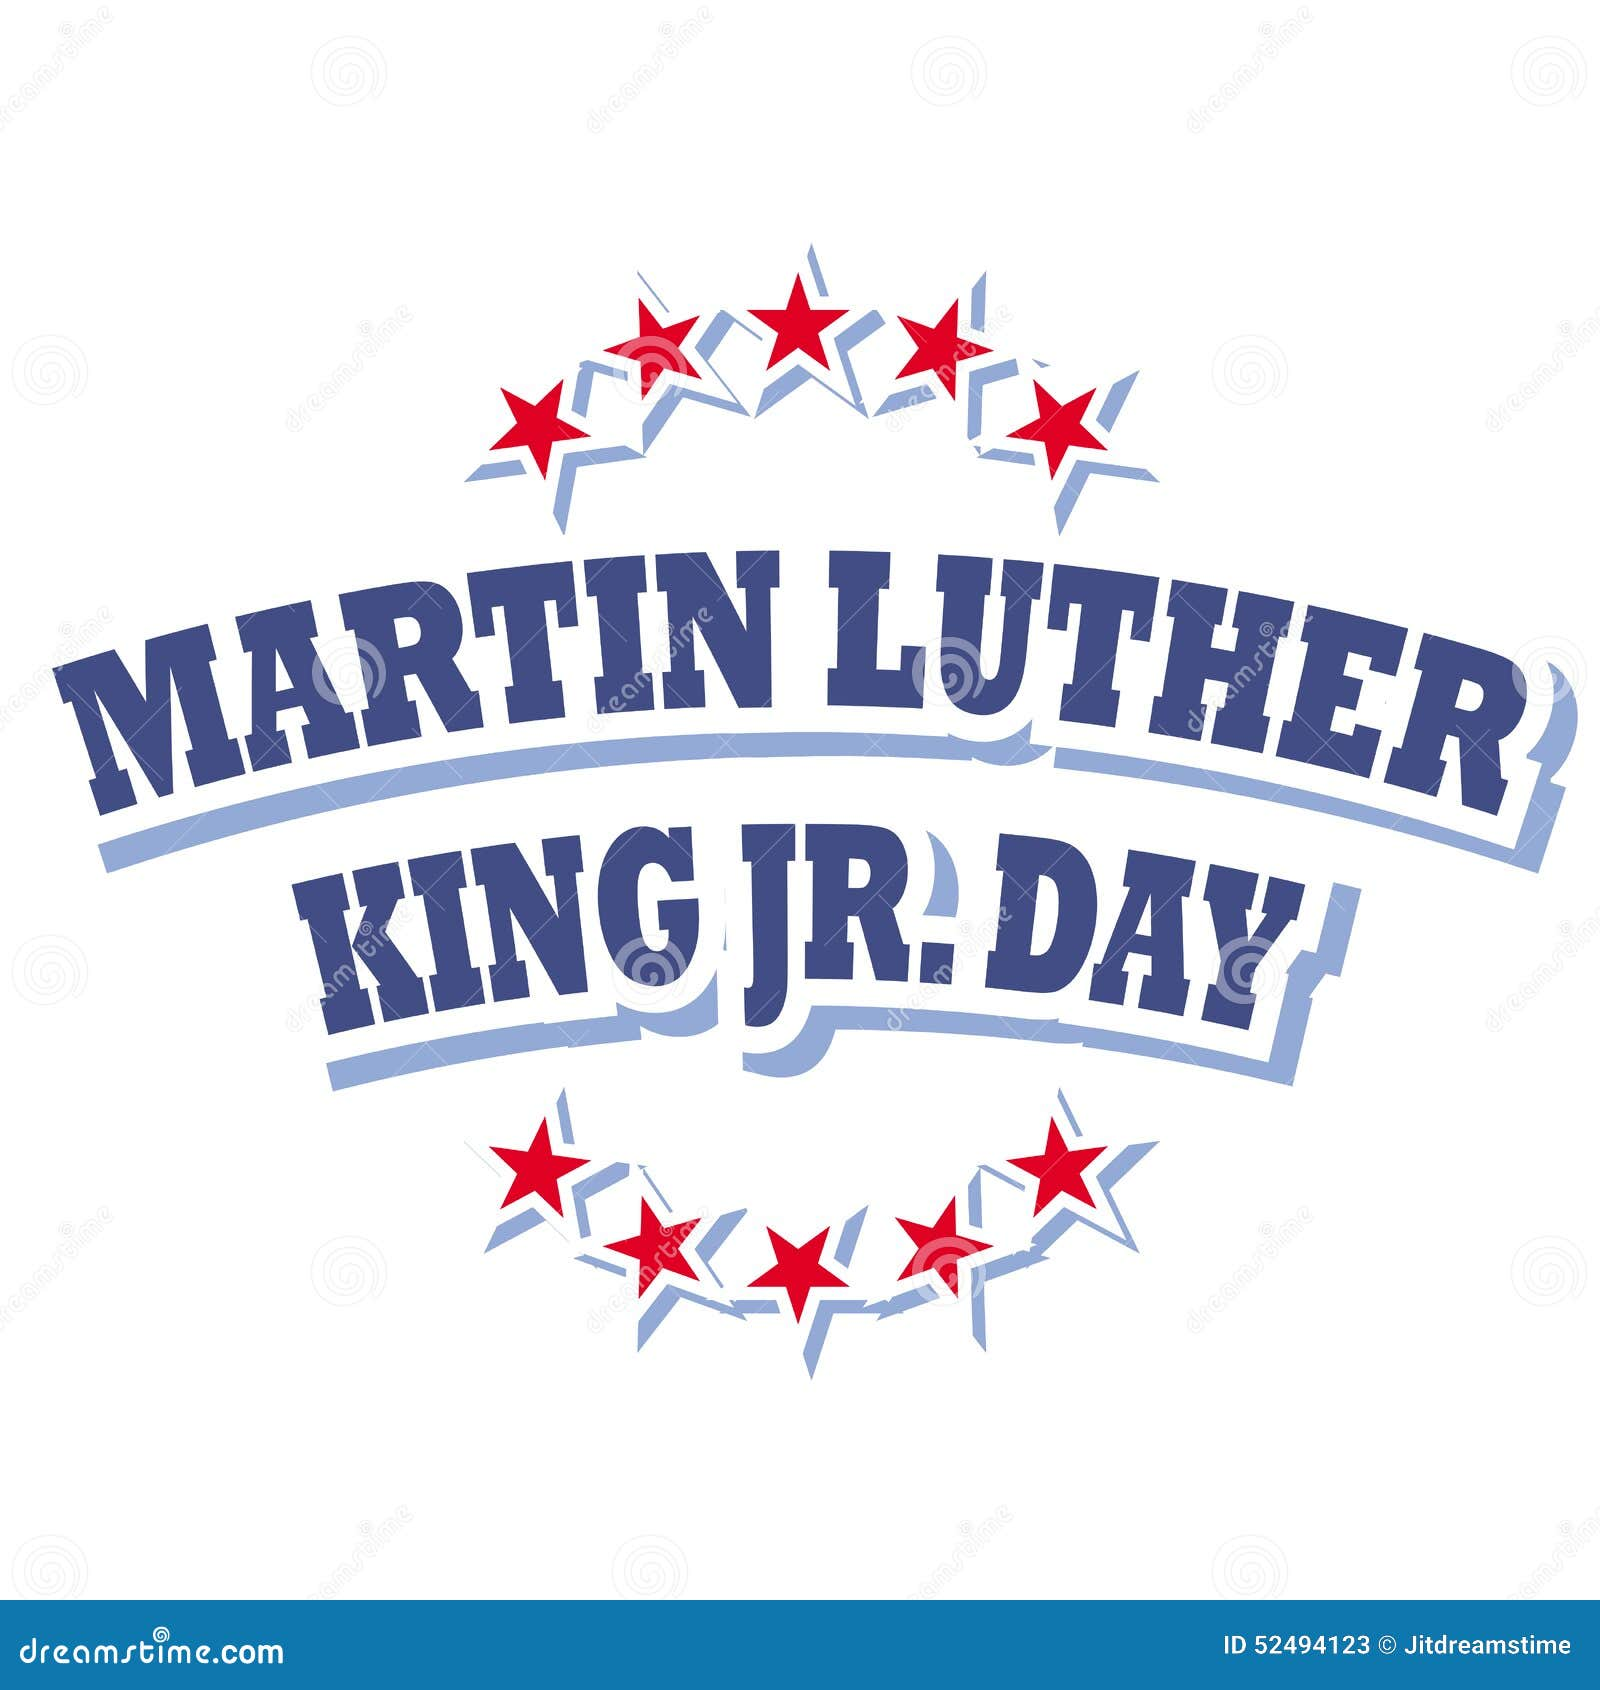 MARTIN LUTHER
KING JR. DAY
dreamstime.com
ID 52494123 © Jitdreamstime